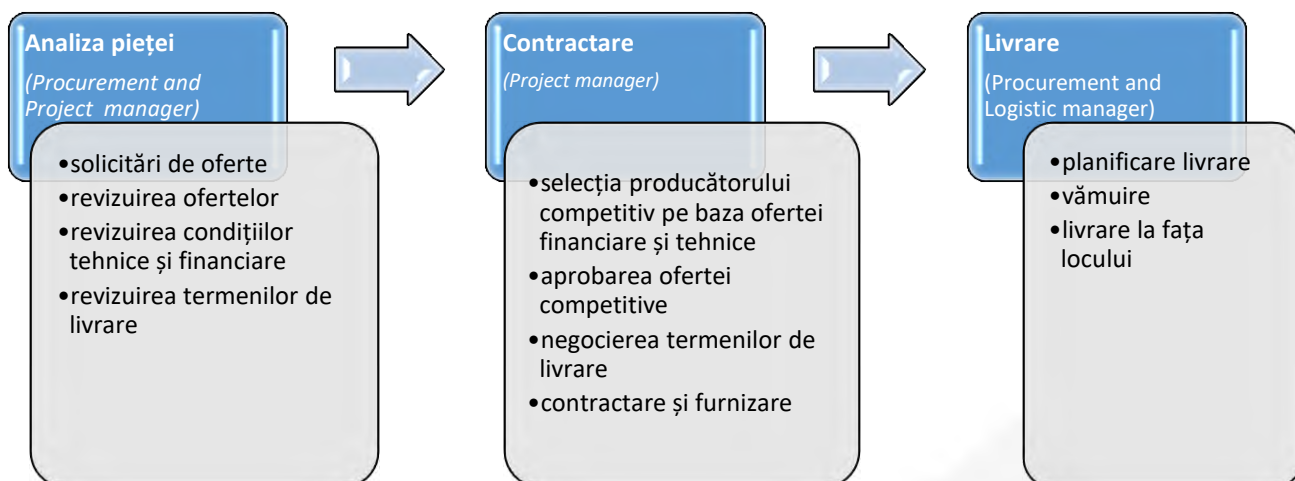 Analiza pieței
(Procurement and
Project manager)
•solicitări de oferte
•revizuirea ofertelor
•revizuirea condițiilor
tehnice și financiare
•revizuirea termenilor de
livrare
Contractare
(Project manager)
•selecția producătorului
competitiv pe baza ofertei
financiare și tehnice
•aprobarea ofertei
competitive
•negocierea termenilor de
livrare
•contractare și furnizare
Livrare
(Procurement and
Logistic manager)
•planificare livrare
•vămuire
•livrare la fața
locului